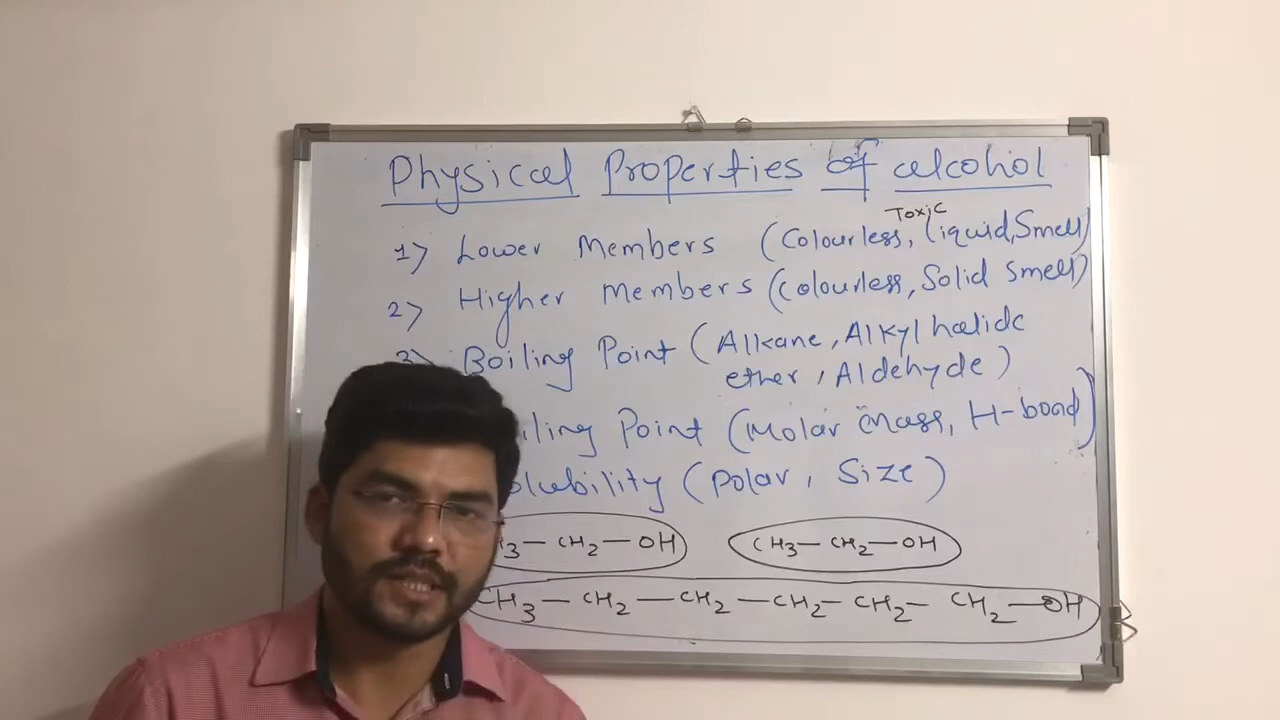 Physical Properties of alcohol
Toxic
1) Lower Members (Colourless, liquid, Smell)
2) Higher Members (Colourless, Solid Smell)
3) Boiling Point (Alkane, Alkyl halide
ether, Aldehyde)
iling Point (Molar mass, H-bond)
olubility (Polar, Size)
H3-CH2-OH CH3-CH2-OH
CH3-CH2-CH2-CH2-CH2-CH2-OH